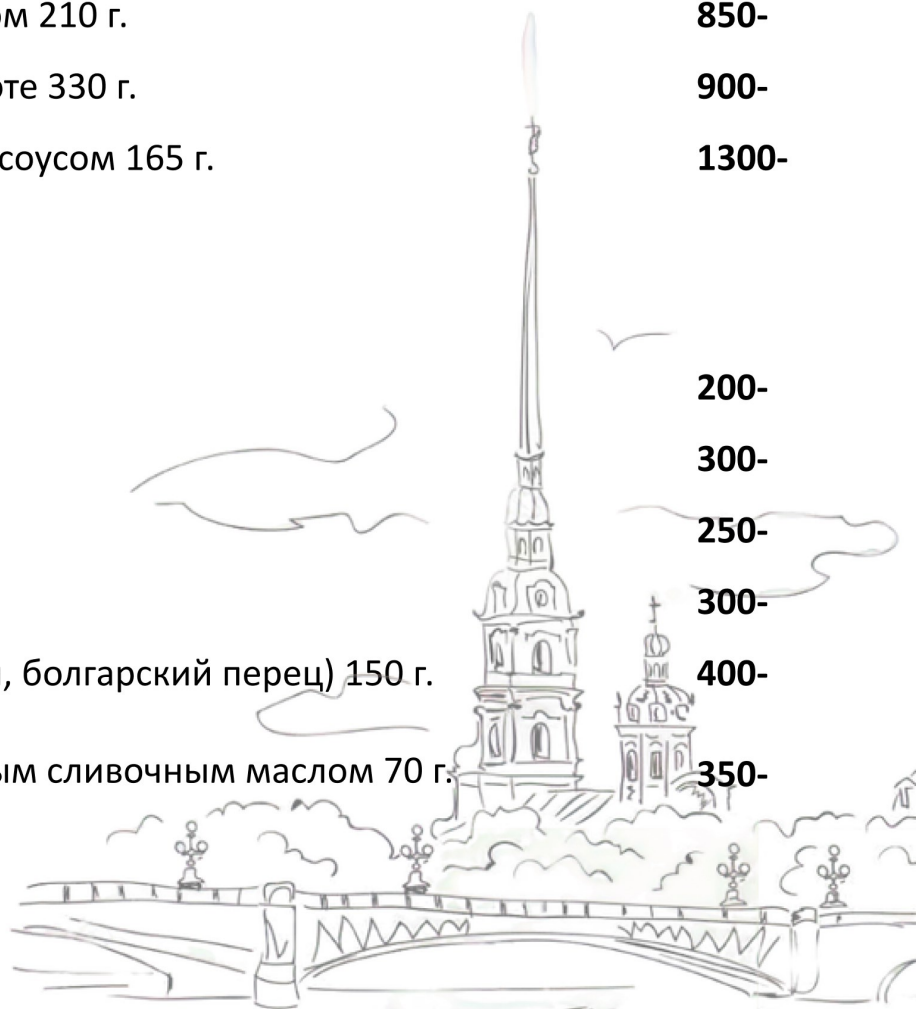 ом 210 г. 850-
оте 330 г. 900-
соусом 165 г. 1300-
200-
300-
250-
300-
, болгарский перец) 150 г. 400-
ым сливочным маслом 70 г. 350-